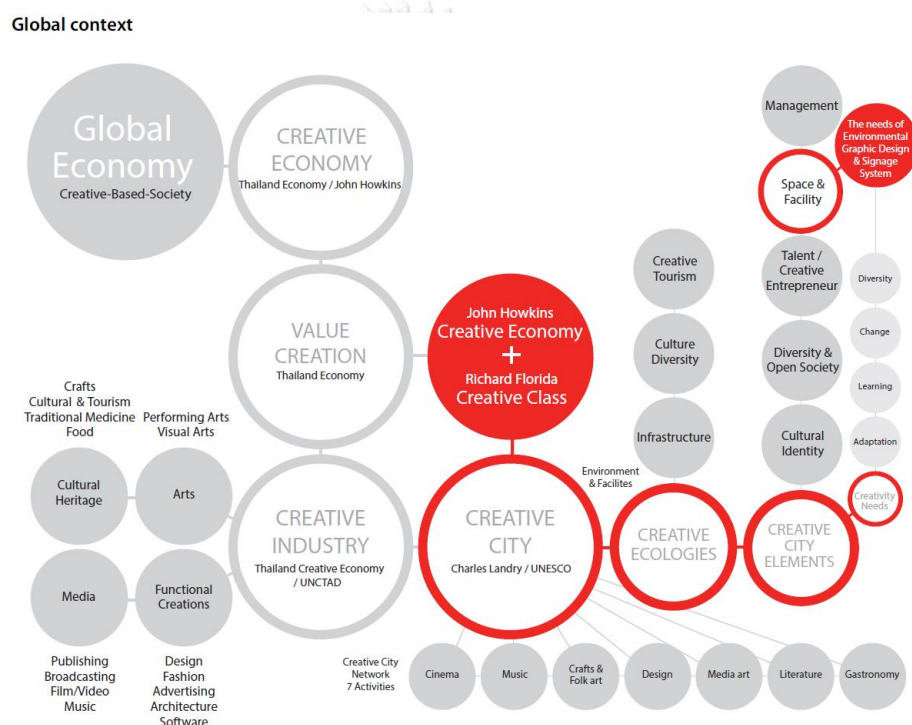 Global context
Global
Economy
Creative-Based-Society
CREATIVE
ECONOMY
Thailand Economy / John Howkins
VALUE
CREATION
Thailand Economy
John Howkins
Creative Economy
+
Richard Florida
Creative Class
Crafts
Cultural & Tourism
Traditional Medicine
Food
Performing Arts
Visual Arts
Cultural
Heritage
Arts
Media
Functional
Creations
Publishing
Broadcasting
Film/Video
Music
Design
Fashion
Advertising
Architecture
Software
CREATIVE
INDUSTRY
Thailand Creative Economy
/ UNCTAD
CREATIVE
CITY
Charles Landry / UNESCO
Environment
& Facilites
Creative
Tourism
Culture
Diversity
Infrastructure
CREATIVE
ECOLOGIES
Management
Space &
Facility
Talent /
Creative
Entrepreneur
Diversity &
Open Society
Cultural
Identity
CREATIVE
CITY
ELEMENTS
The needs of
Environmental
Graphic Design
& Signage
System
Diversity
Change
Learning
Adaptation
Creativity
Needs
Creative City
Network
7 Activities
Cinema
Music
Crafts &
Folk art
Design
Media art
Literature
Gastronomy